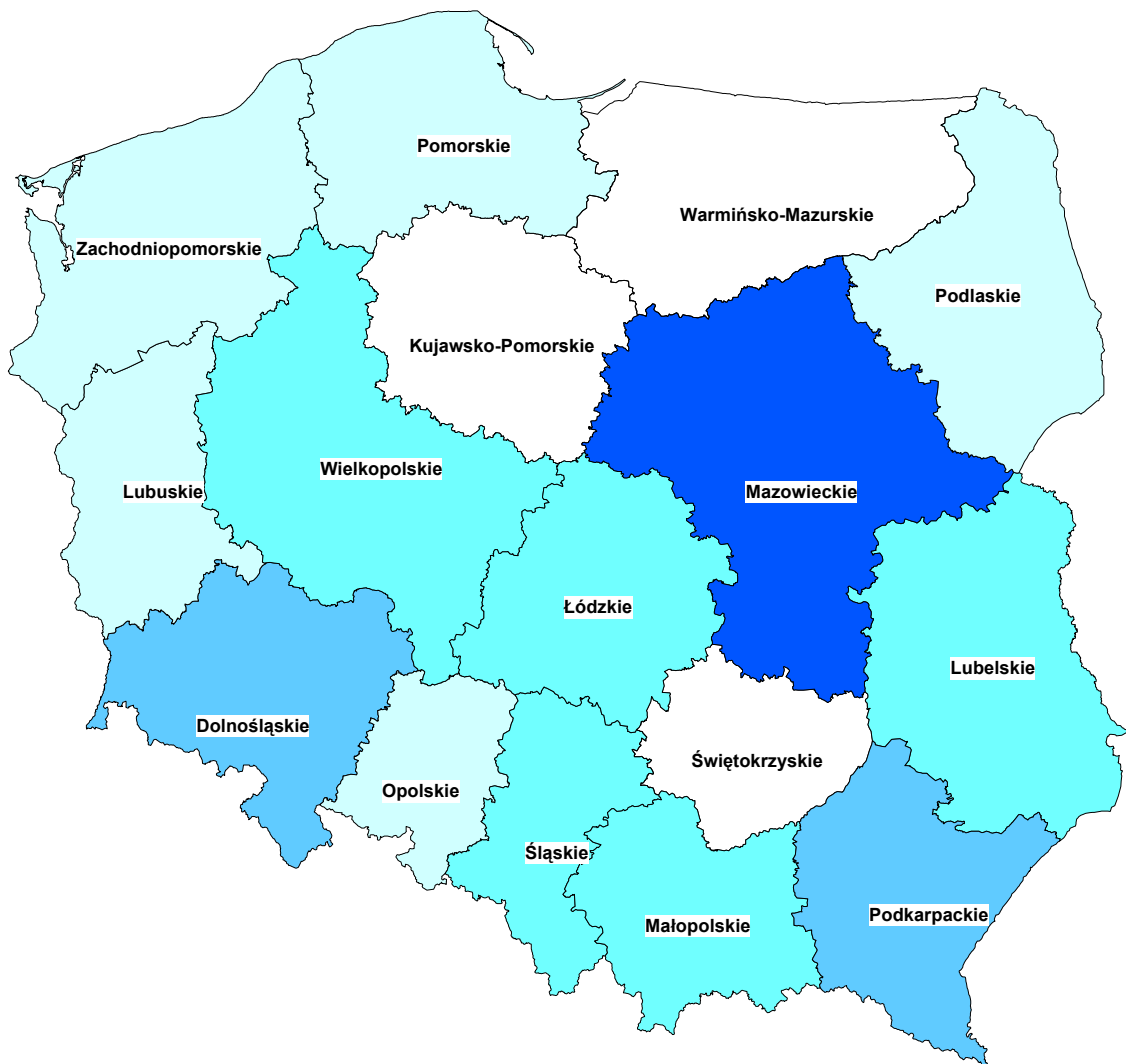 Pomorskie
Warmińsko-Mazurskie
Zachodniopomorskie
Podlaskie
Kujawsko-Pomorskie
Wielkopolskie
Lubuskie
Mazowieckie
Łódzkie
Lubelskie
Dolnośląskie
Świętokrzyskie
Opolskie
Śląskie
Podkarpackie
Małopolskie